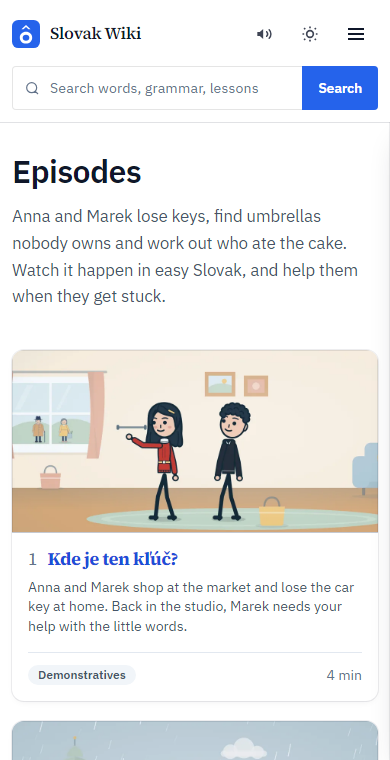 Slovak Wiki
Search words, grammar, lessons
Search
Episodes
Anna and Marek lose keys, find umbrellas
nobody owns and work out who ate the cake.
Watch it happen in easy Slovak, and help them
when they get stuck.
1 Kde je ten kľúč?
Anna and Marek shop at the market and lose the car
key at home. Back in the studio, Marek needs your
help with the little words.
Demonstratives
4 min